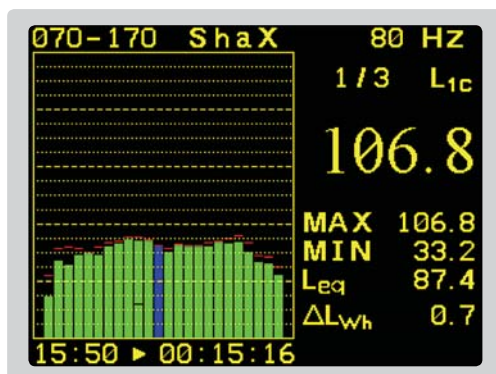 070-170 ShaX 80 Hz
1/3 L1c
106.8
MAX 106.8
MIN 33.2
Leq 87.4
ΔLWh 0.7
15:50 ▶ 00:15:16